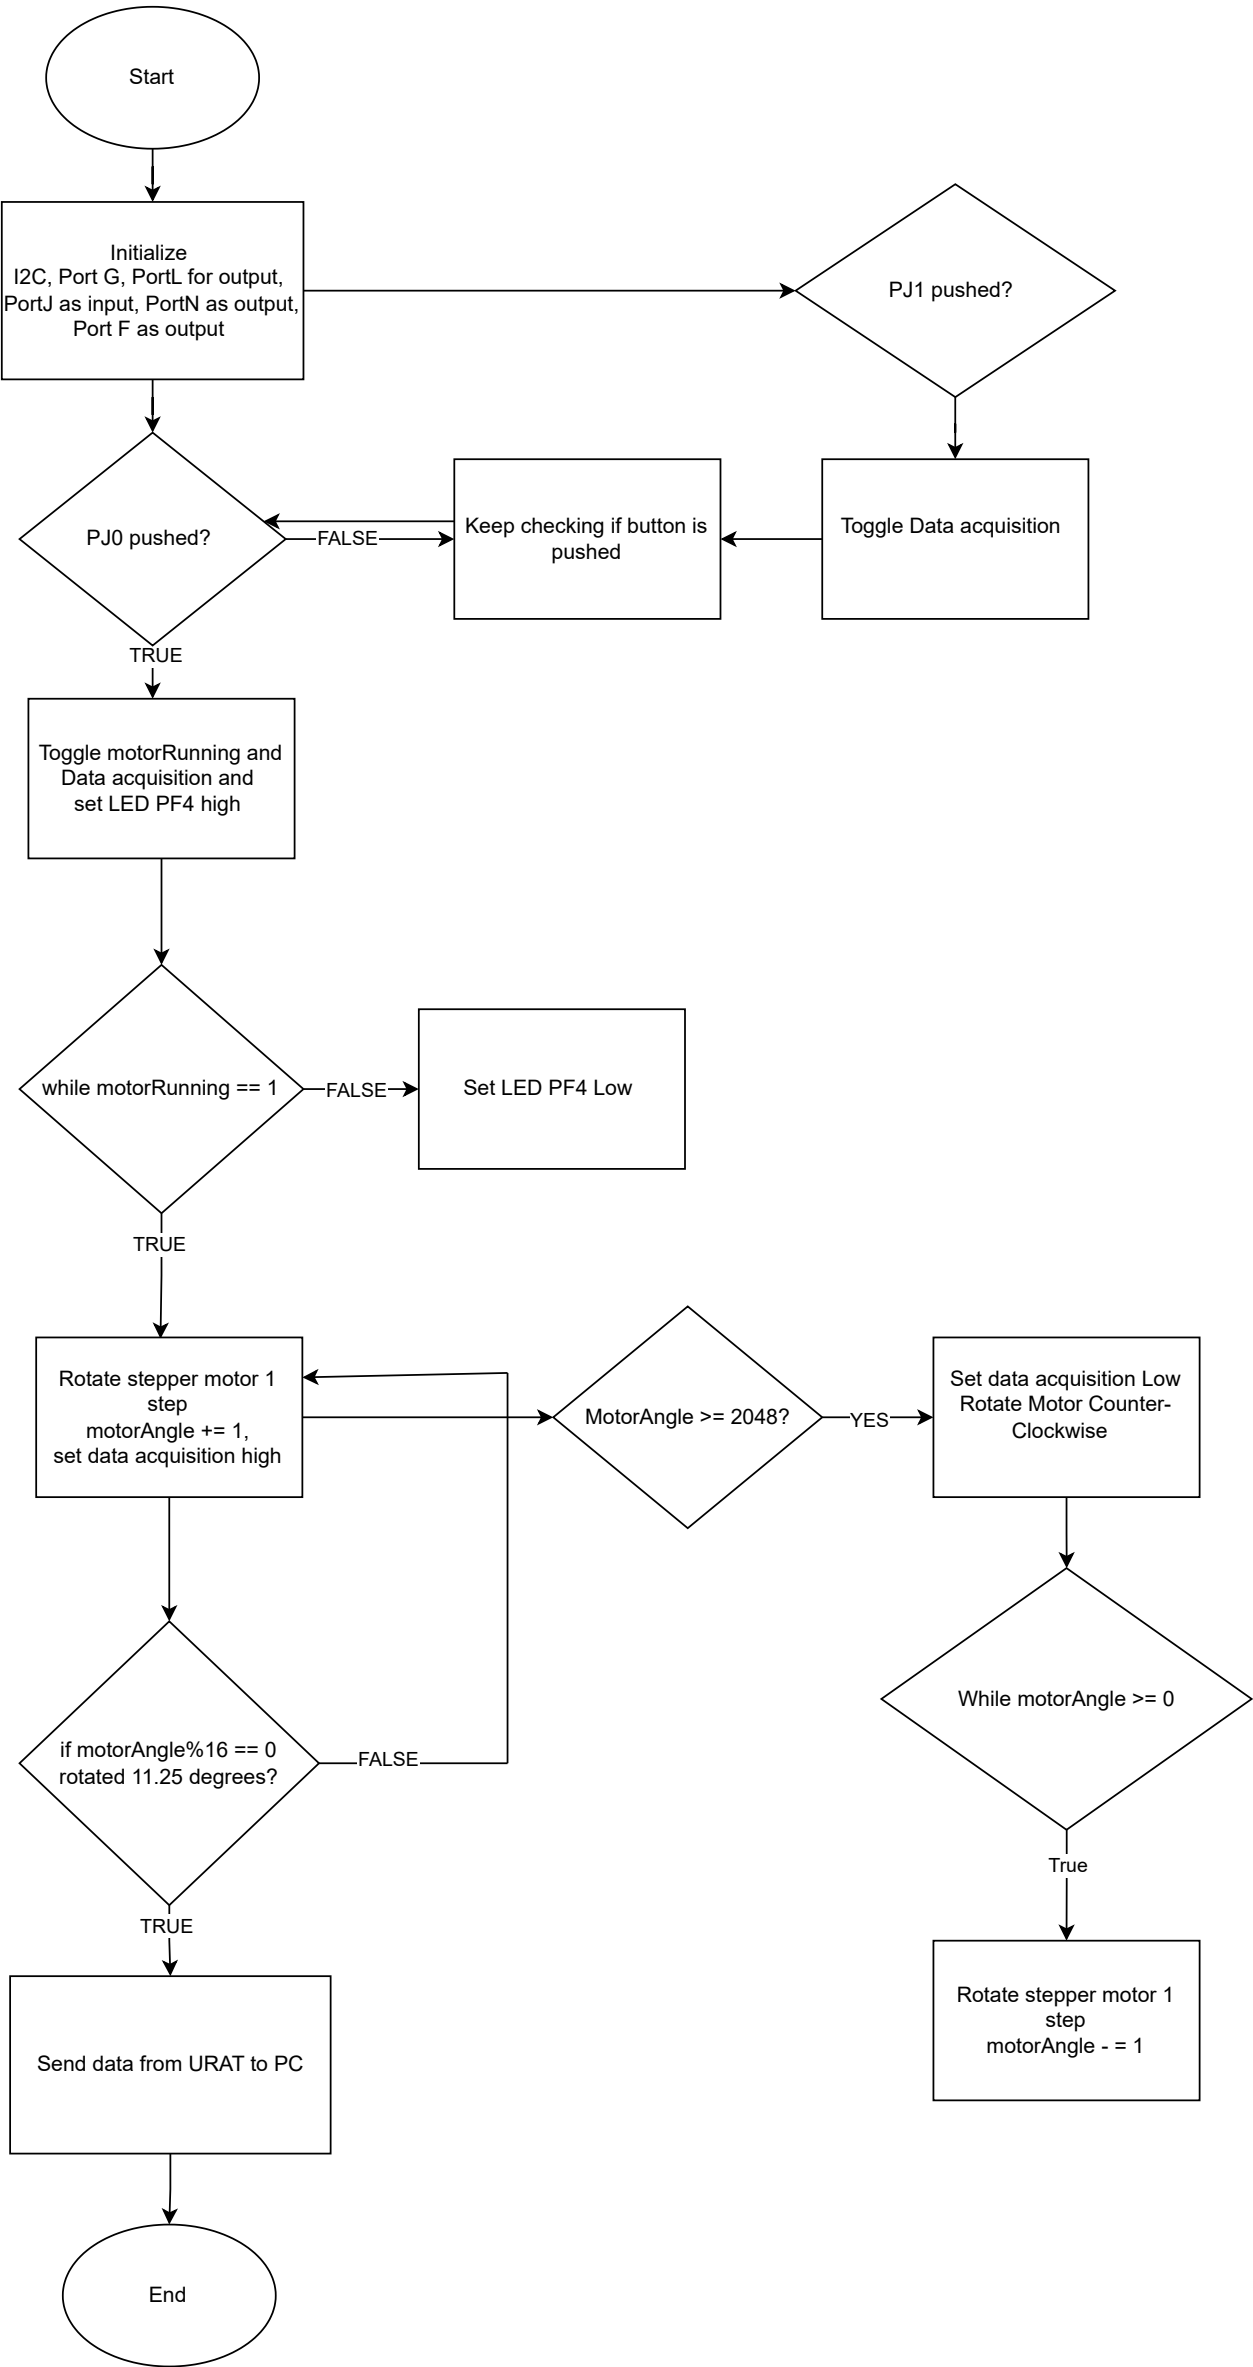 Start
Initialize
I2C, Port G, PortL for output,
PortJ as input, PortN as output,
Port F as output
PJ1 pushed?
PJ0 pushed?
FALSE
Keep checking if button is
pushed
Toggle Data acquisition
TRUE
Toggle motorRunning and
Data acquisition and
set LED PF4 high
while motorRunning == 1
FALSE
Set LED PF4 Low
TRUE
Rotate stepper motor 1
step
motorAngle += 1,
set data acquisition high
MotorAngle >= 2048?
YES
Set data acquisition Low
Rotate Motor Counter-
Clockwise
While motorAngle >= 0
if motorAngle%16 == 0
rotated 11.25 degrees?
FALSE
True
TRUE
Rotate stepper motor 1
step
motorAngle - = 1
Send data from URAT to PC
End